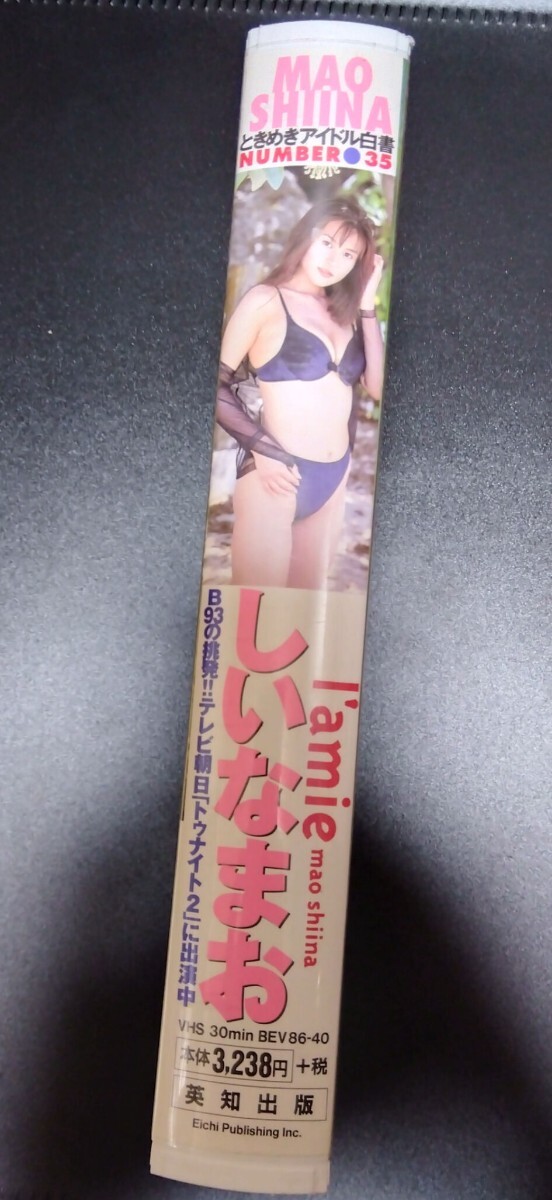 MAO
SHIINA
ときめきアイドル白書
NUMBER●35
l'amie mao shiina
しいなまお
B93の挑発!!テレビ朝日「トゥナイト2」に出演中
VHS 30min BEV86-40
本体3,238円+税
英知出版
Eichi Publishing Inc.